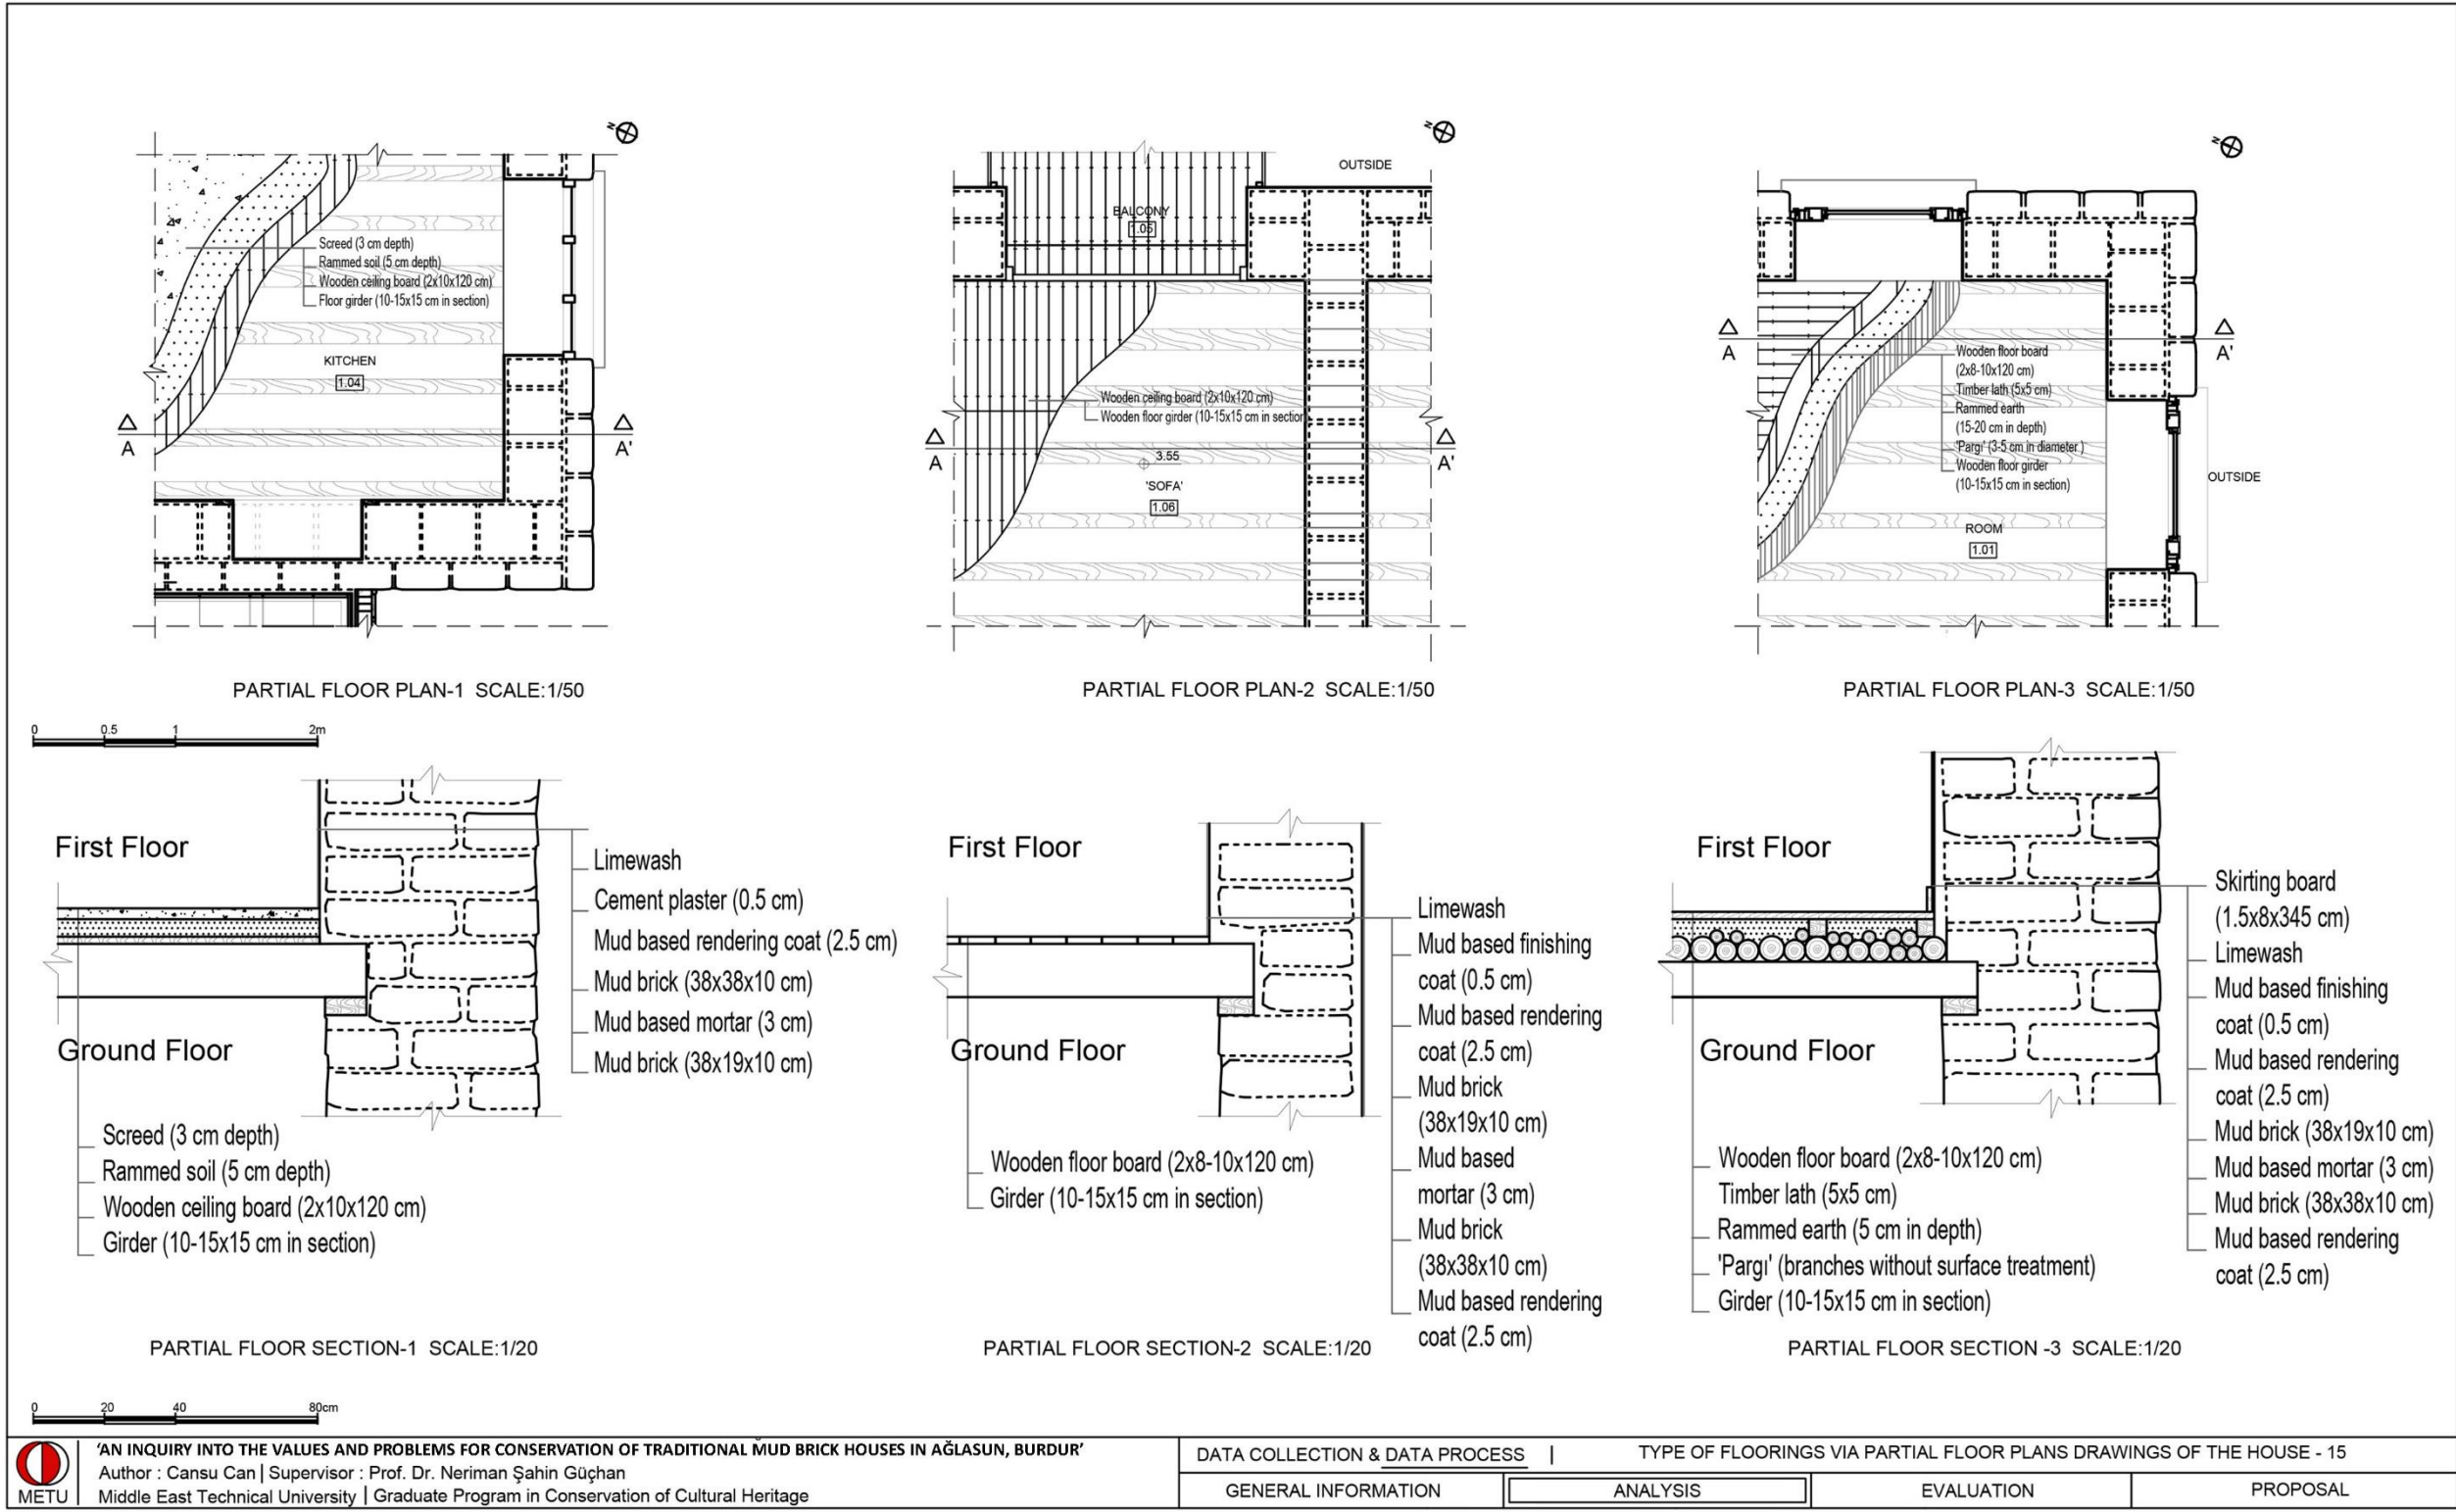 N
Screed (3 cm depth)
Rammed soil (5 cm depth)
Wooden ceiling board (2x10x120 cm)
Floor girder (10-15x15 cm in section)
KITCHEN
1.04
A
A'
PARTIAL FLOOR PLAN-1 SCALE:1/50
N
OUTSIDE
BALCONY
1.05
Wooden ceiling board (2x10x120 cm)
Wooden floor girder (10-15x15 cm in section
3.55
'SOFA'
1.06
A
A'
PARTIAL FLOOR PLAN-2 SCALE:1/50
N
A
A'
Wooden floor board
(2x8-10x120 cm)
Timber lath (5x5 cm)
Rammed earth
(15-20 cm in depth)
'Pargı' (3-5 cm in diameter )
Wooden floor girder
(10-15x15 cm in section)
OUTSIDE
ROOM
1.01
PARTIAL FLOOR PLAN-3 SCALE:1/50
0 0.5 1 2m
First Floor
Ground Floor
Limewash
Cement plaster (0.5 cm)
Mud based rendering coat (2.5 cm)
Mud brick (38x38x10 cm)
Mud based mortar (3 cm)
Mud brick (38x19x10 cm)
Screed (3 cm depth)
Rammed soil (5 cm depth)
Wooden ceiling board (2x10x120 cm)
Girder (10-15x15 cm in section)
PARTIAL FLOOR SECTION-1 SCALE:1/20
First Floor
Ground Floor
Limewash
Mud based finishing
coat (0.5 cm)
Mud based rendering
coat (2.5 cm)
Mud brick
(38x19x10 cm)
Mud based
mortar (3 cm)
Mud brick
(38x38x10 cm)
Mud based rendering
coat (2.5 cm)
Wooden floor board (2x8-10x120 cm)
Girder (10-15x15 cm in section)
PARTIAL FLOOR SECTION-2 SCALE:1/20
First Floor
Ground Floor
Skirting board
(1.5x8x345 cm)
Limewash
Mud based finishing
coat (0.5 cm)
Mud based rendering
coat (2.5 cm)
Mud brick (38x19x10 cm)
Mud based mortar (3 cm)
Mud brick (38x38x10 cm)
Mud based rendering
coat (2.5 cm)
Wooden floor board (2x8-10x120 cm)
Timber lath (5x5 cm)
Rammed earth (5 cm in depth)
'Pargı' (branches without surface treatment)
Girder (10-15x15 cm in section)
PARTIAL FLOOR SECTION -3 SCALE:1/20
0 20 40 80cm
METU
'AN INQUIRY INTO THE VALUES AND PROBLEMS FOR CONSERVATION OF TRADITIONAL MUD BRICK HOUSES IN AĞLASUN, BURDUR'
Author : Cansu Can | Supervisor : Prof. Dr. Neriman Şahin Güçhan
Middle East Technical University | Graduate Program in Conservation of Cultural Heritage
DATA COLLECTION & DATA PROCESS | TYPE OF FLOORINGS VIA PARTIAL FLOOR PLANS DRAWINGS OF THE HOUSE - 15
GENERAL INFORMATION ANALYSIS EVALUATION PROPOSAL